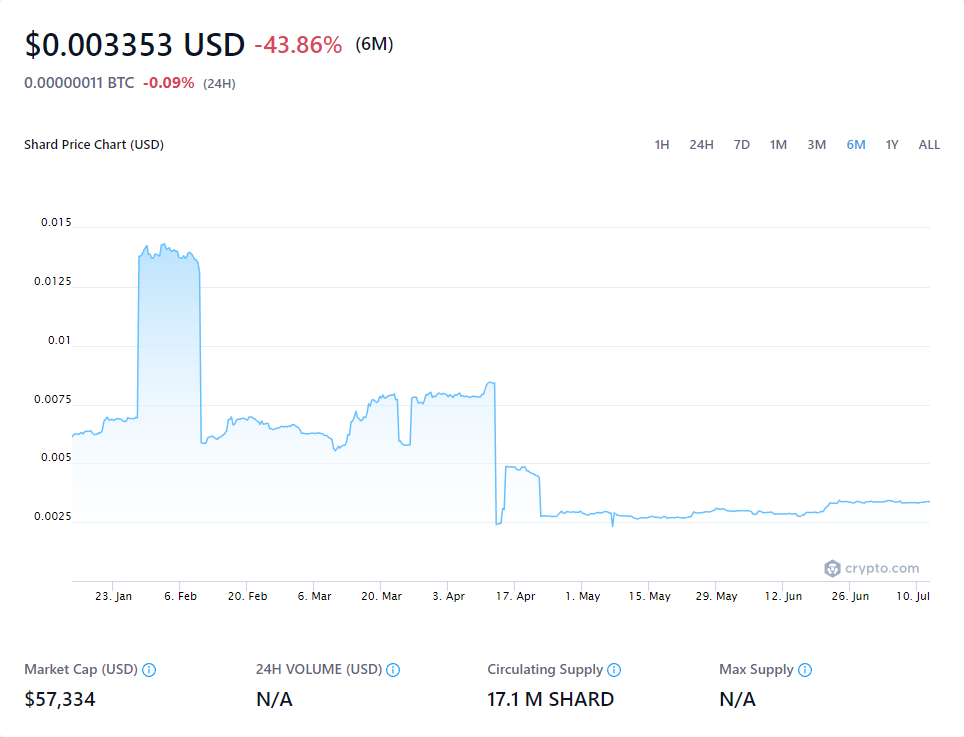 $0.003353 USD -43.86% (6M)
0.00000011 BTC -0.09% (24H)
Shard Price Chart (USD) 1H 24H 7D 1M 3M 6M 1Y ALL
0.015
0.0125
0.01
0.0075
0.005
0.0025
crypto.com
23. Jan 6. Feb 20. Feb 6. Mar 20. Mar 3. Apr 17. Apr 1. May 15. May 29. May 12. Jun 26. Jun 10. Jul
Market Cap (USD) 24H VOLUME (USD) Circulating Supply Max Supply
$57,334 N/A 17.1 M SHARD N/A